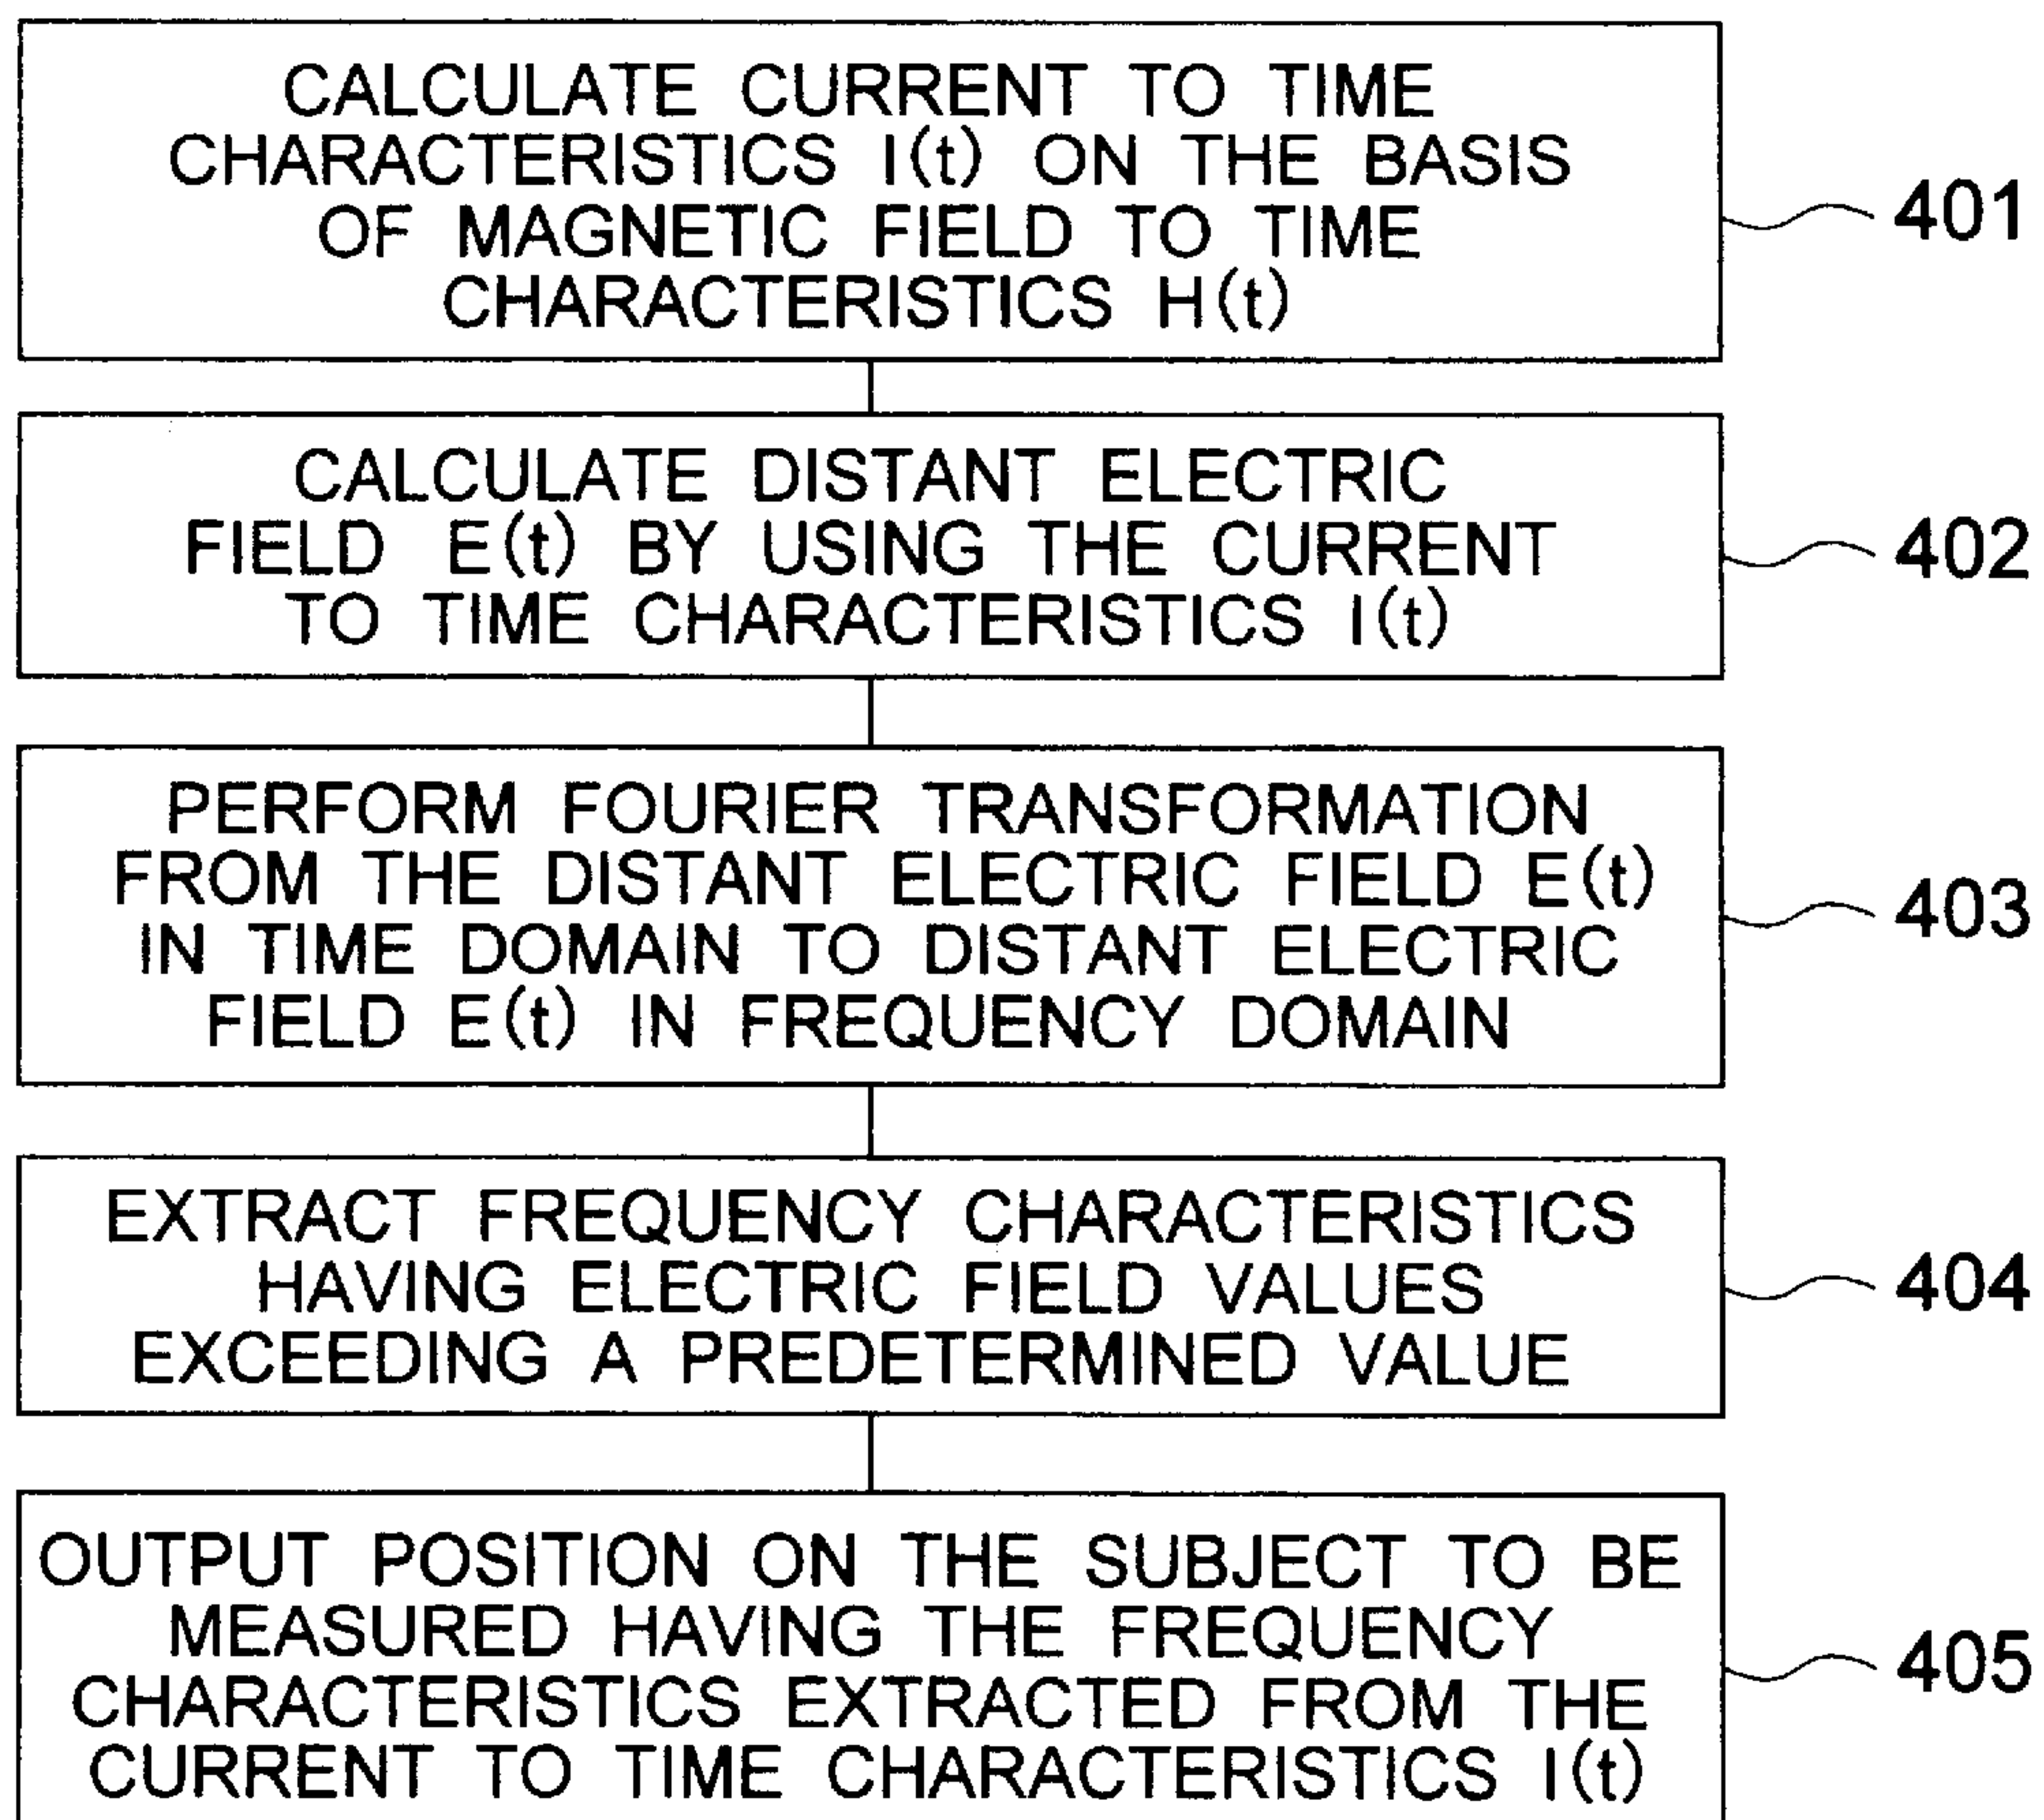 CALCULATE CURRENT TO TIME
CHARACTERISTICS I(t) ON THE BASIS
OF MAGNETIC FIELD TO TIME
CHARACTERISTICS H(t)
401
CALCULATE DISTANT ELECTRIC
FIELD E(t) BY USING THE CURRENT
TO TIME CHARACTERISTICS I(t)
402
PERFORM FOURIER TRANSFORMATION
FROM THE DISTANT ELECTRIC FIELD E(t)
IN TIME DOMAIN TO DISTANT ELECTRIC
FIELD E(t) IN FREQUENCY DOMAIN
403
EXTRACT FREQUENCY CHARACTERISTICS
HAVING ELECTRIC FIELD VALUES
EXCEEDING A PREDETERMINED VALUE
404
OUTPUT POSITION ON THE SUBJECT TO BE
MEASURED HAVING THE FREQUENCY
CHARACTERISTICS EXTRACTED FROM THE
CURRENT TO TIME CHARACTERISTICS I(t)
405